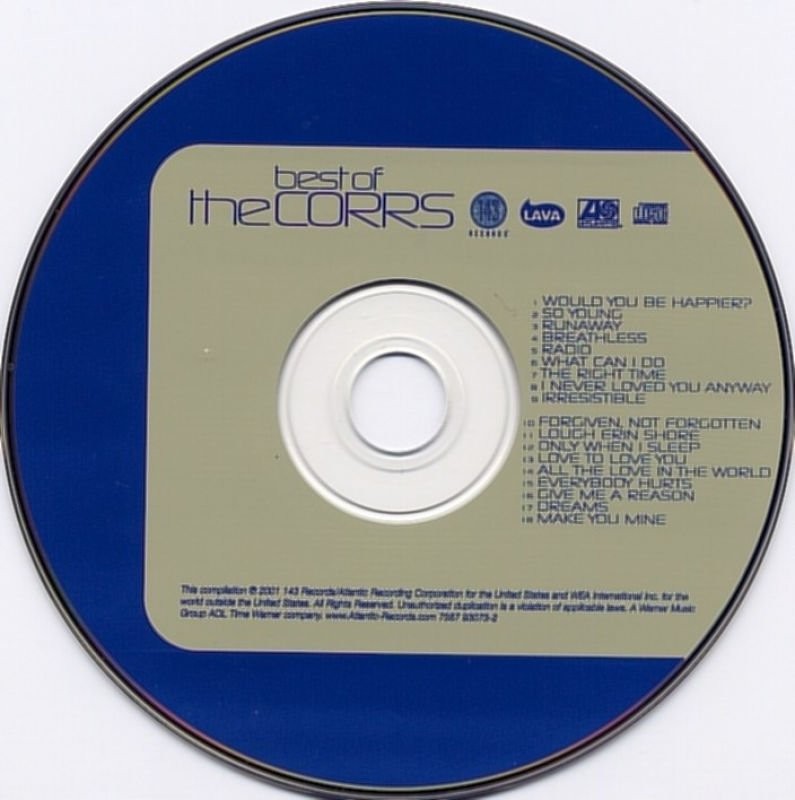 best of
the CORRS
143
RECORDS
LAVA
1 WOULD YOU BE HAPPIER?
2 SO YOUNG
3 RUNAWAY
4 BREATHLESS
5 RADIO
6 WHAT CAN I DO
7 THE RIGHT TIME
8 I NEVER LOVED YOU ANYWAY
9 IRRESISTIBLE
10 FORGIVEN, NOT FORGOTTEN
11 LOUGH ERIN SHORE
12 ONLY WHEN I SLEEP
13 LOVE TO LOVE YOU
14 ALL THE LOVE IN THE WORLD
15 EVERYBODY HURTS
16 GIVE ME A REASON
17 DREAMS
18 MAKE YOU MINE
This compilation ℗ 2001 143 Records/Atlantic Recording Corporation for the United States and WEA International Inc. for the
world outside the United States. All Rights Reserved. Unauthorized duplication is a violation of applicable laws. A Warner Music
Group AOL Time Warner company. www.Atlantic-Records.com 7567 93073-2